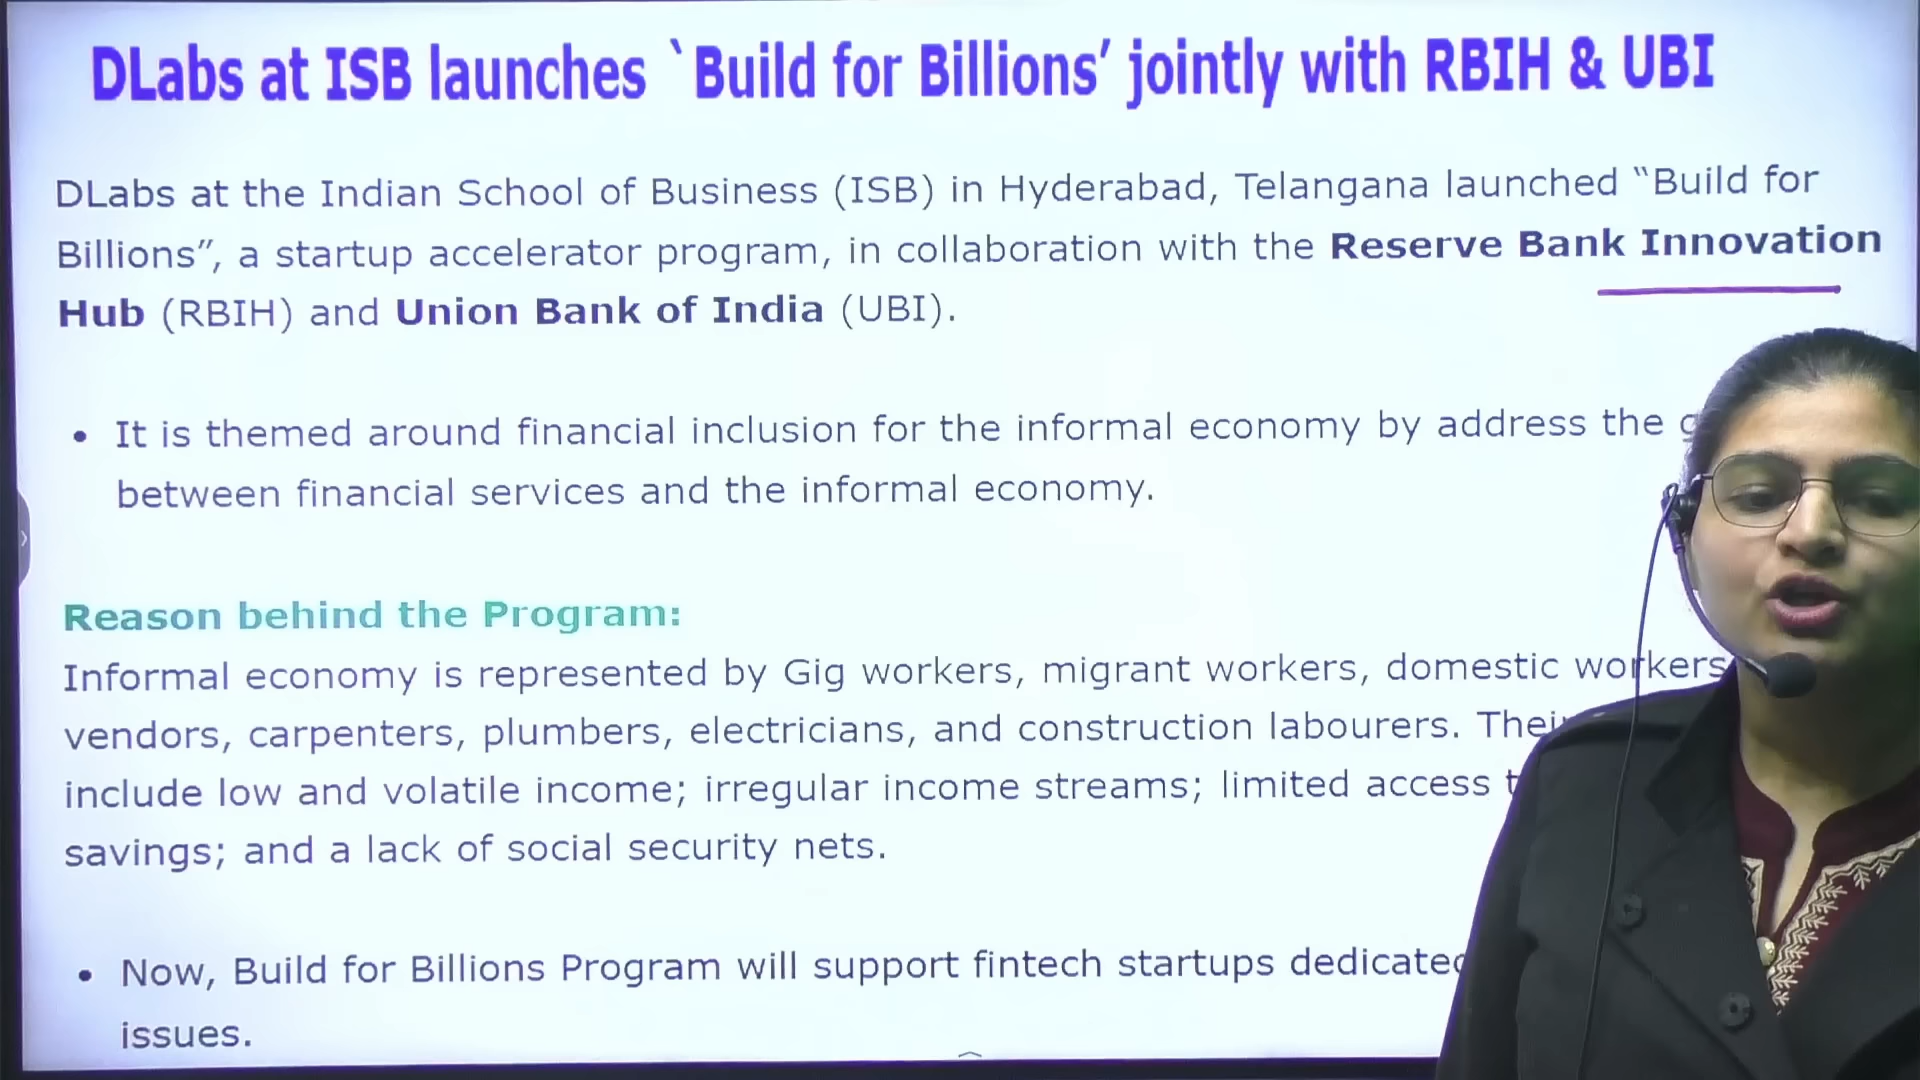 DLabs at ISB launches `Build for Billions’ jointly with RBIH & UBI
DLabs at the Indian School of Business (ISB) in Hyderabad, Telangana launched “Build for
Billions”, a startup accelerator program, in collaboration with the Reserve Bank Innovation
Hub (RBIH) and Union Bank of India (UBI).
• It is themed around financial inclusion for the informal economy by address the
between financial services and the informal economy.
Reason behind the Program:
Informal economy is represented by Gig workers, migrant workers, domestic workers
vendors, carpenters, plumbers, electricians, and construction labourers.
include low and volatile income; irregular income streams; limited access
savings; and a lack of social security nets.
• Now, Build for Billions Program will support fintech startups dedicated
issues.